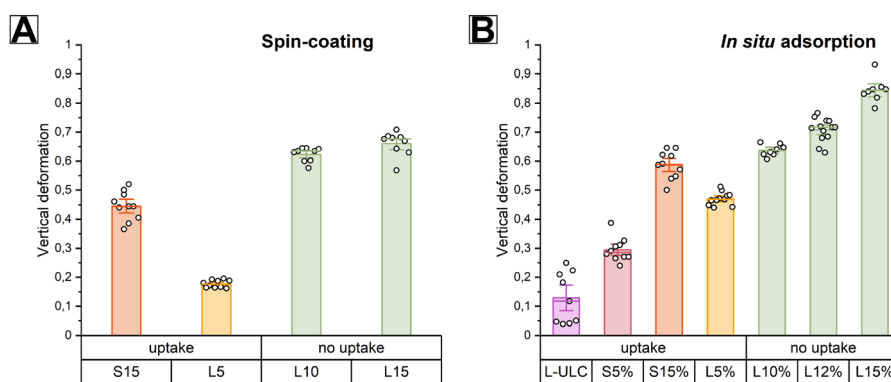 A
Spin-coating
Vertical deformation
1
0,9
0,8
0,7
0,6
0,5
0,4
0,3
0,2
0,1
0
uptake
no uptake
S15
L5
L10
L15
B
In situ adsorption
Vertical deformation
1
0,9
0,8
0,7
0,6
0,5
0,4
0,3
0,2
0,1
0
uptake
no uptake
L-ULC
S5%
S15%
L5%
L10%
L12%
L15%